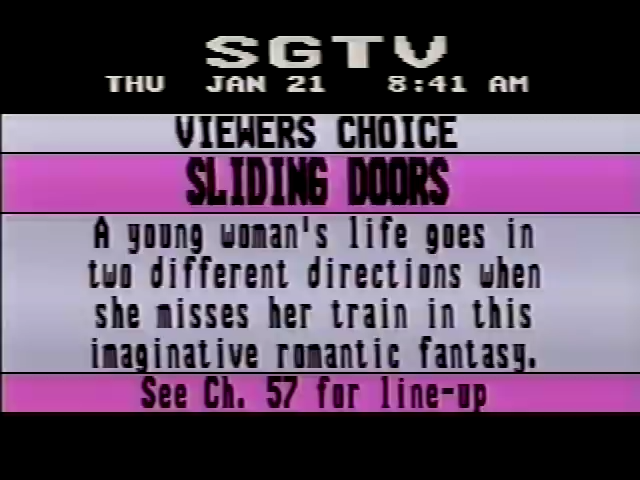 SGTV
THU JAN 21 8:41 AM
VIEWERS CHOICE
SLIDING DOORS
A young woman's life goes in
two different directions when
she misses her train in this
imaginative romantic fantasy.
See Ch. 57 for line-up